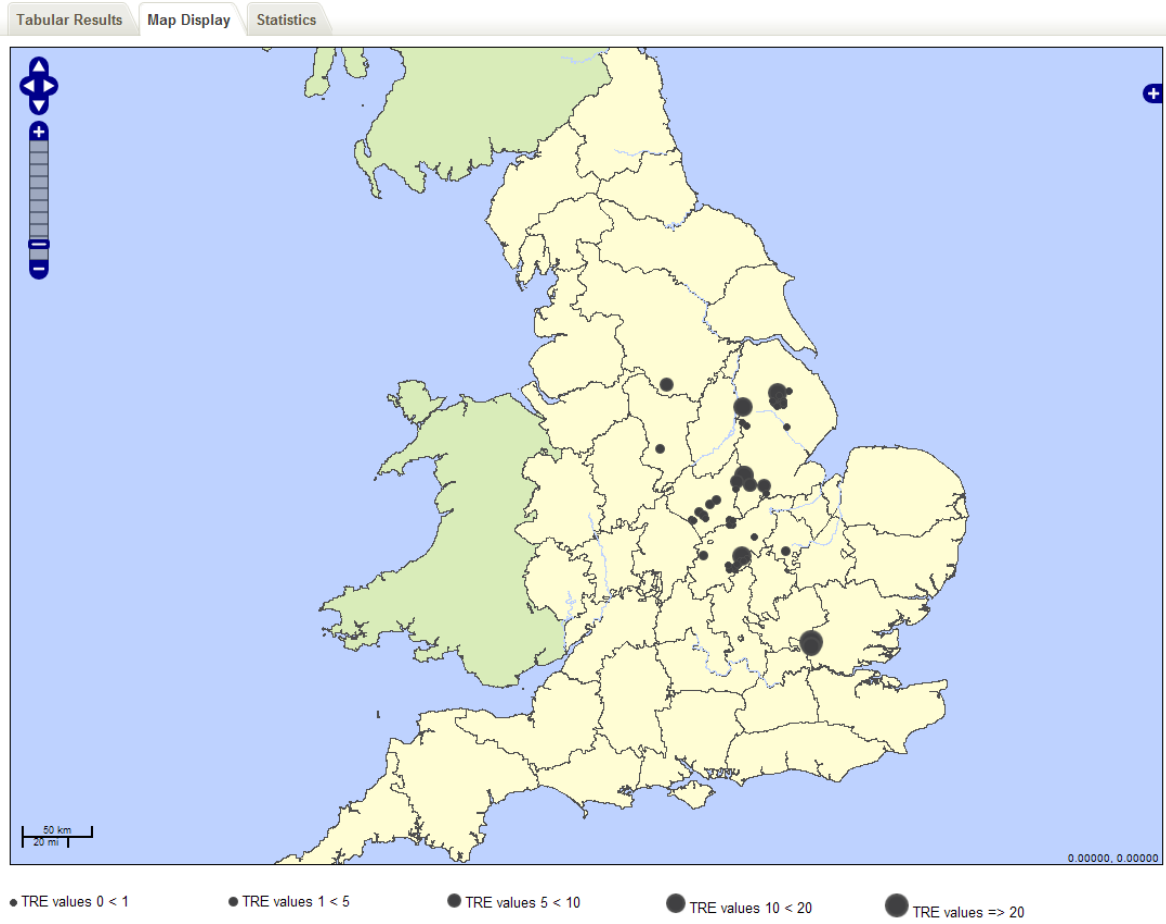 Tabular Results Map Display Statistics
50 km
20 mi
0.00000, 0.00000
TRE values 0 < 1 TRE values 1 < 5 TRE values 5 < 10 TRE values 10 < 20 TRE values => 20